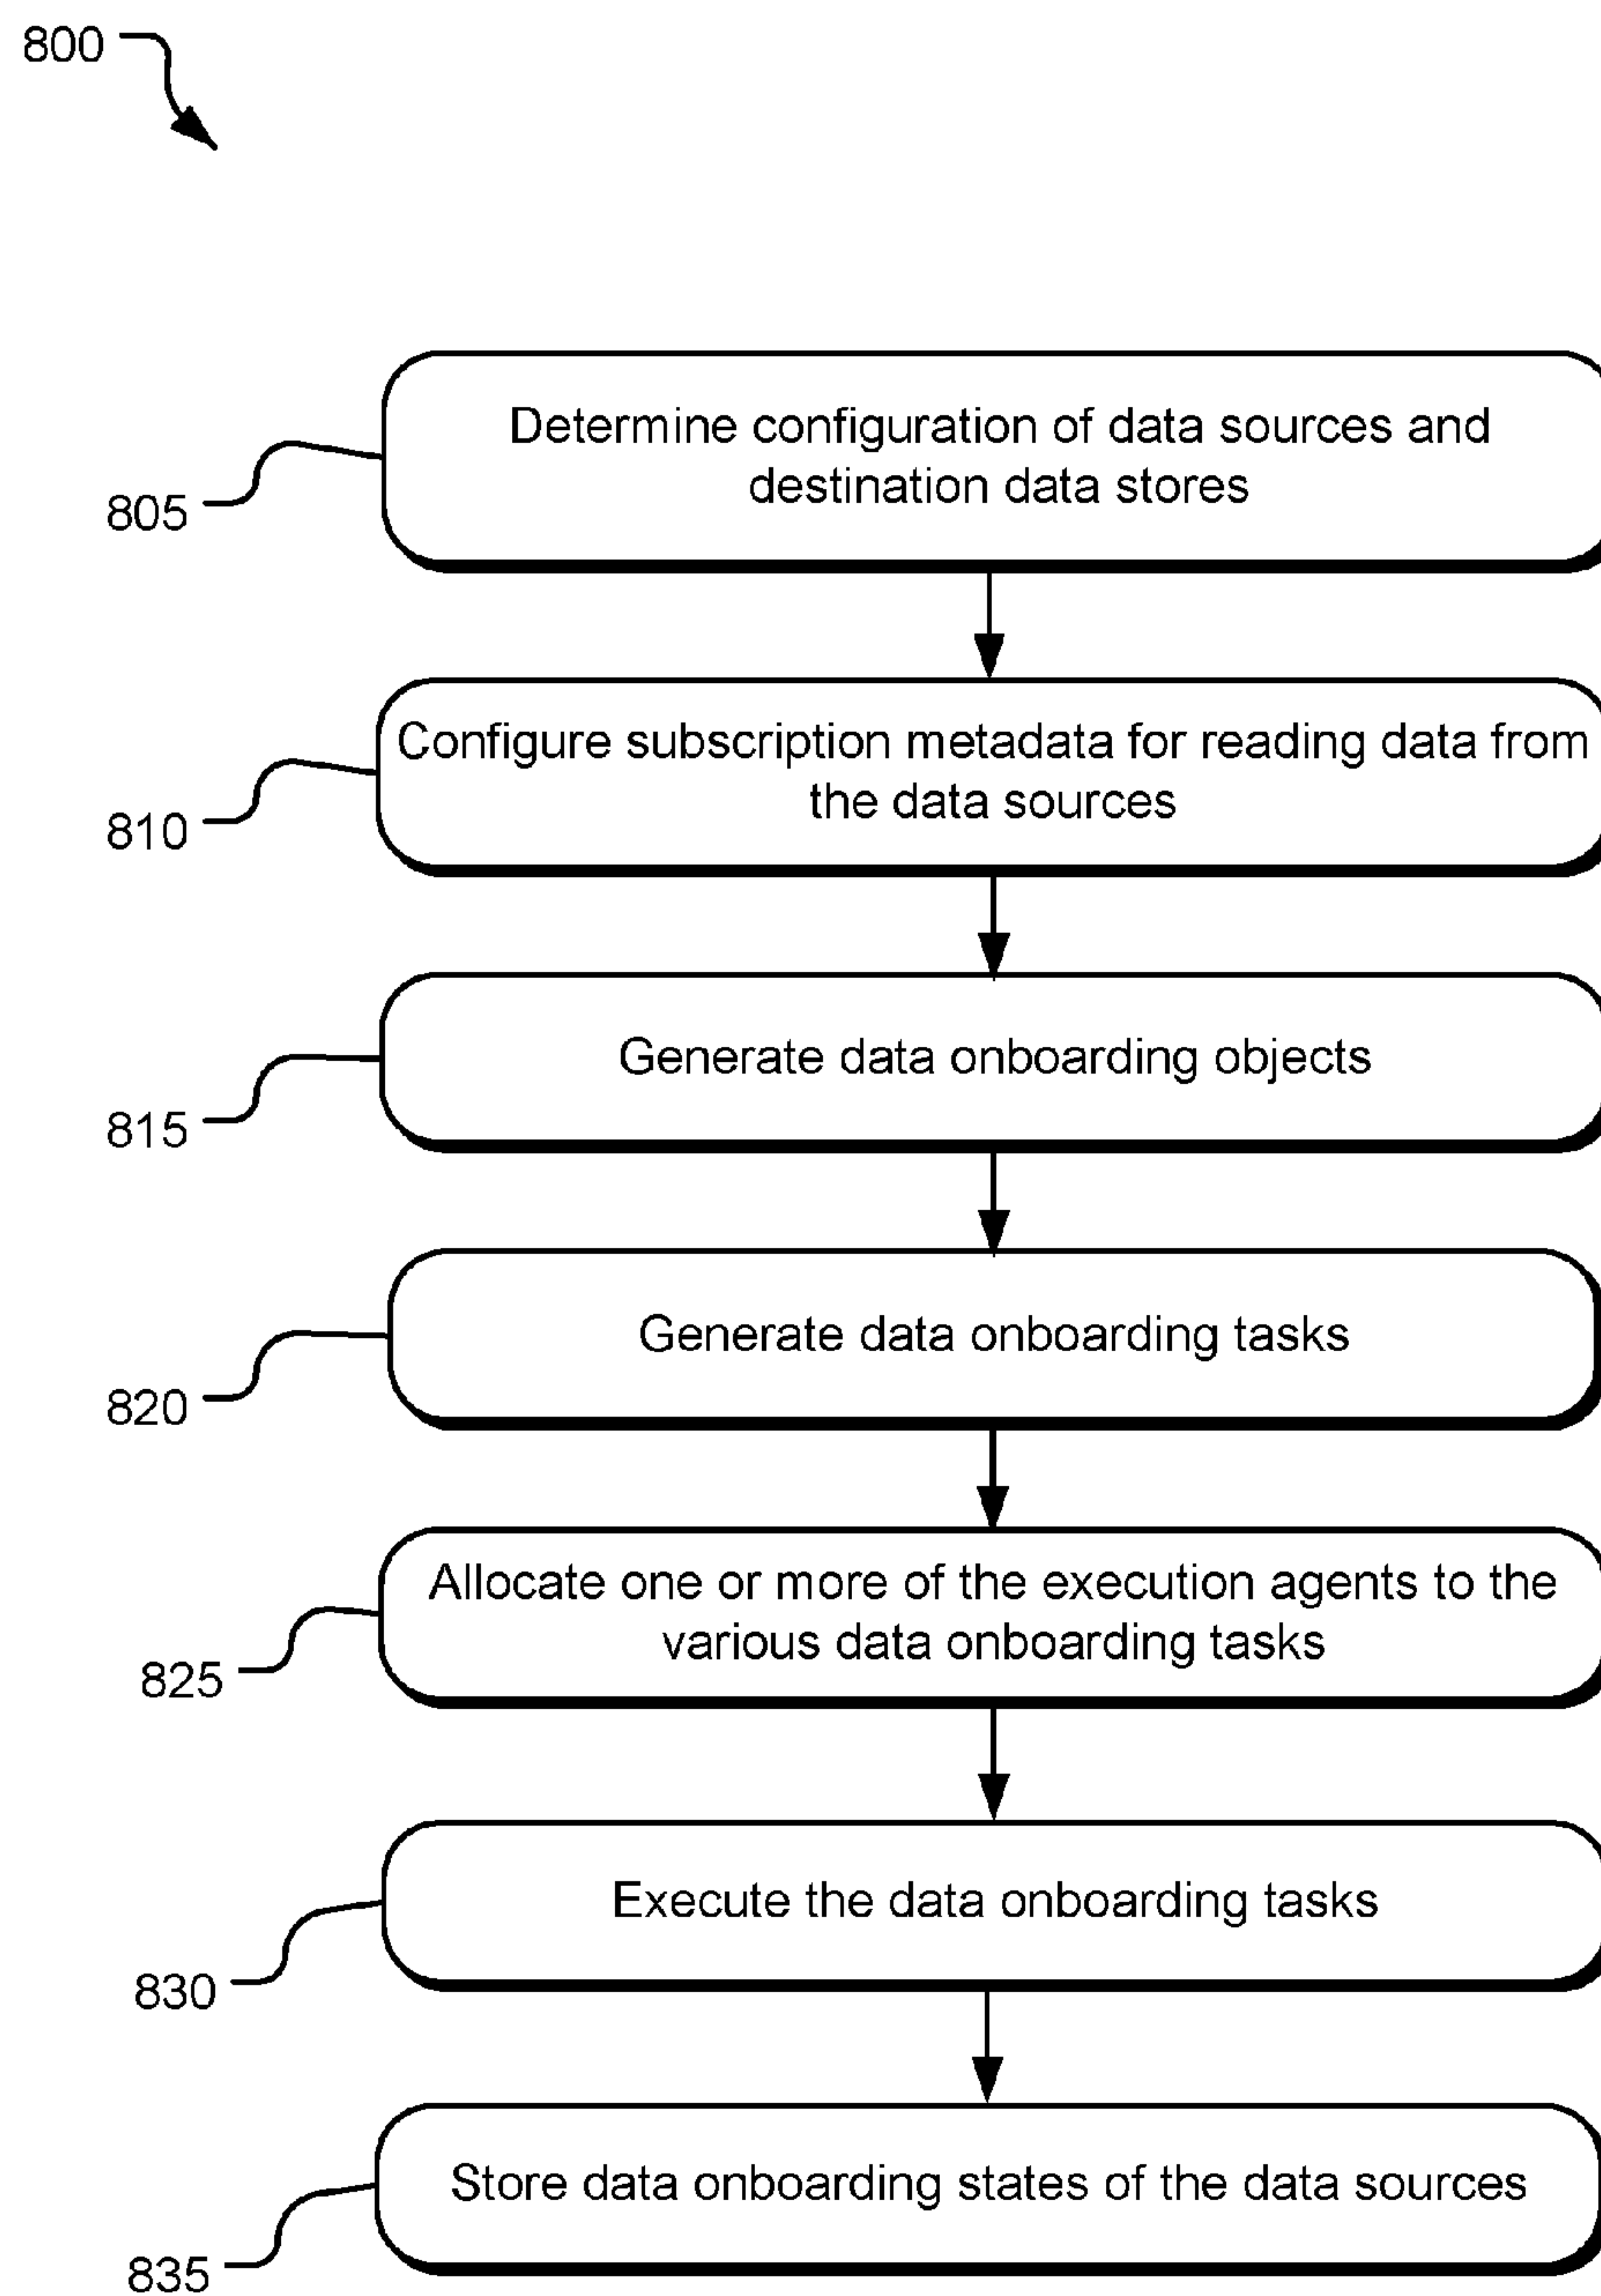 800
Determine configuration of data sources and
destination data stores
805
Configure subscription metadata for reading data from
the data sources
810
Generate data onboarding objects
815
Generate data onboarding tasks
820
Allocate one or more of the execution agents to the
various data onboarding tasks
825
Execute the data onboarding tasks
830
Store data onboarding states of the data sources
835